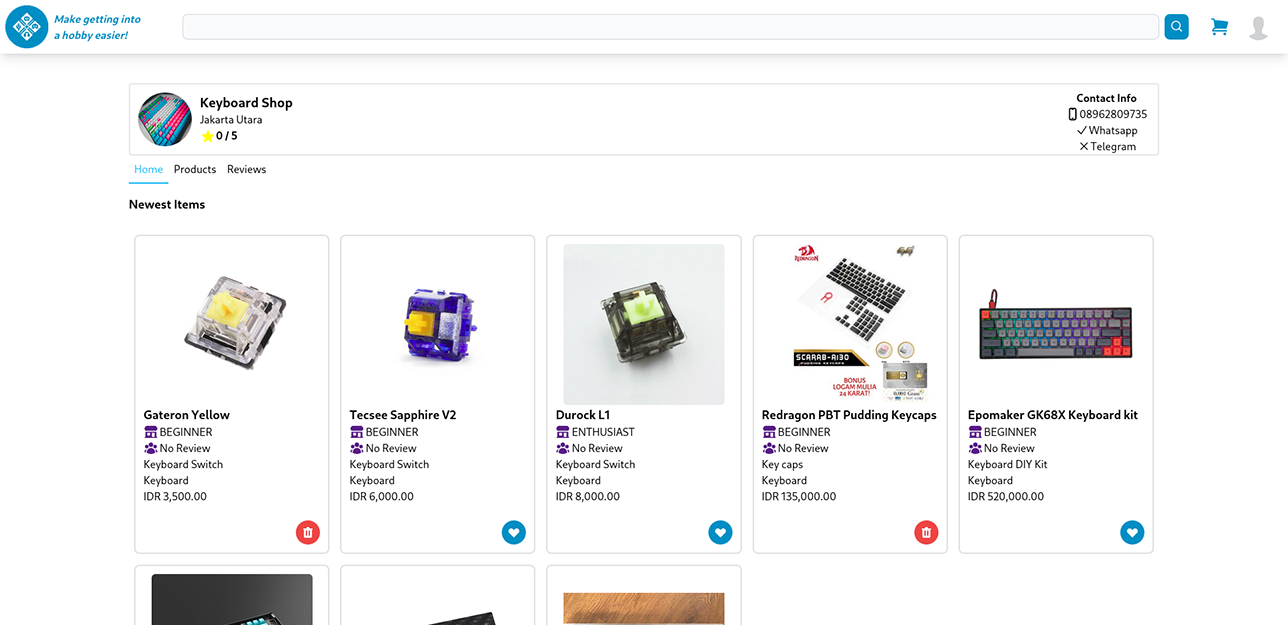 Make getting into
a hobby easier!
Keyboard Shop
Jakarta Utara
0 / 5
Contact Info
08962809735
Whatsapp
Telegram
Home Products Reviews
Newest Items
REDRAGON
SCARAB-A130
BONUS
LOGAM MULIA
24 KARAT!
Gateron Yellow
BEGINNER
No Review
Keyboard Switch
Keyboard
IDR 3,500.00
Tecsee Sapphire V2
BEGINNER
No Review
Keyboard Switch
Keyboard
IDR 6,000.00
Durock L1
ENTHUSIAST
No Review
Keyboard Switch
Keyboard
IDR 8,000.00
Redragon PBT Pudding Keycaps
BEGINNER
No Review
Key caps
Keyboard
IDR 135,000.00
Epomaker GK68X Keyboard kit
BEGINNER
No Review
Keyboard DIY Kit
Keyboard
IDR 520,000.00